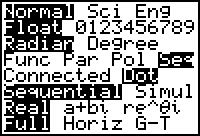 Normal Sci Eng
Float 0123456789
Radian Degree
Func Par Pol Seq
Connected Dot
Sequential Simul
Real a+bi re^θi
Full Horiz G-T